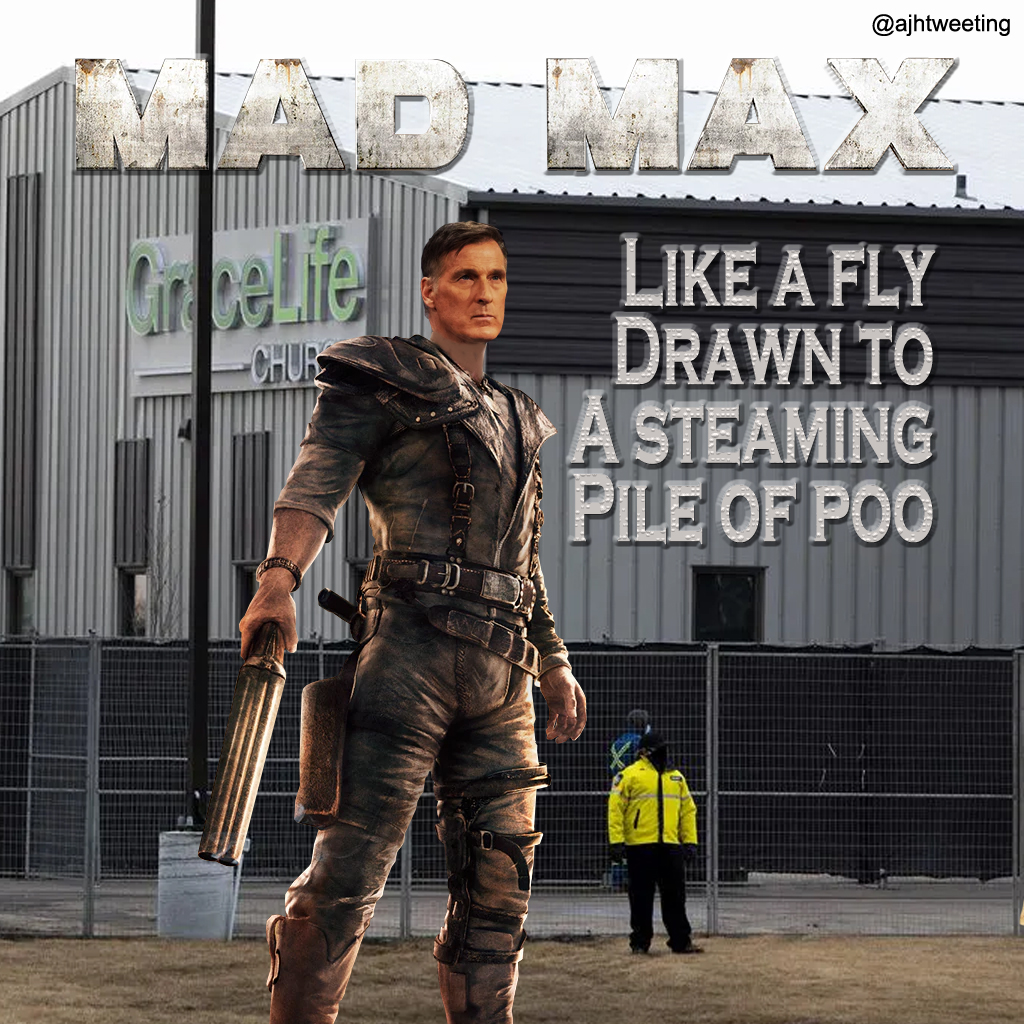 @ajhtweeting
MAD MAX
GraceLife
CHURC
LIKE A FLY
DRAWN TO
A STEAMING
PILE OF POO